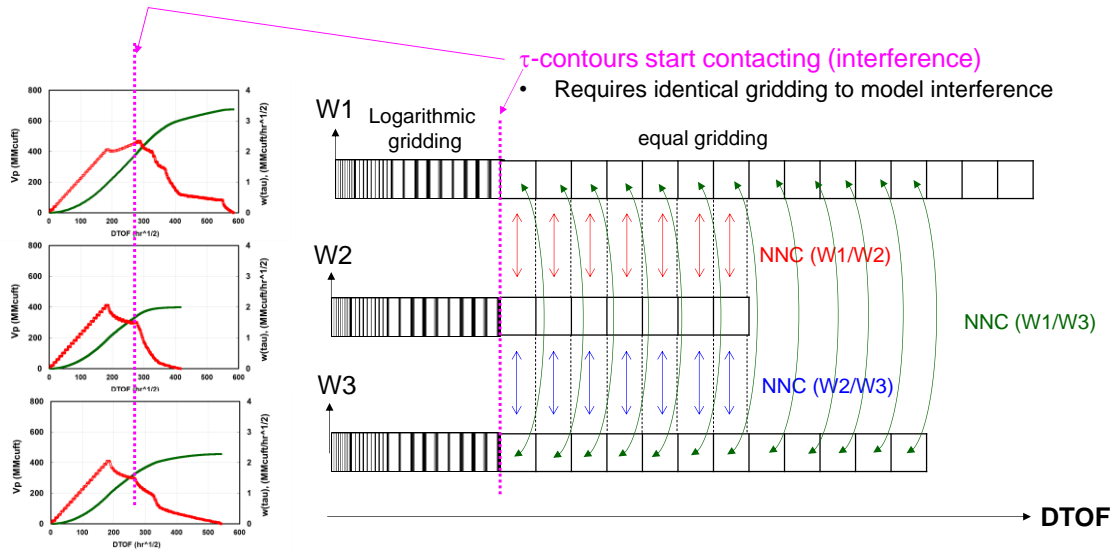 τ-contours start contacting (interference)
• Requires identical gridding to model interference
W1
Logarithmic
gridding
equal gridding
W2
NNC (W1/W2)
NNC (W1/W3)
W3
NNC (W2/W3)
DTOF
800
600
400
200
0
Vp (MMcuft)
4
3
2
1
0
w(tau), (MMcuft/hr^1/2)
0 100 200 300 400 500 600
DTOF (hr^1/2)
800
600
400
200
0
Vp (MMcuft)
4
3
2
1
0
w(tau), (MMcuft/hr^1/2)
0 100 200 300 400 500 600
DTOF (hr^1/2)
800
600
400
200
0
Vp (MMcuft)
4
3
2
1
0
w(tau), (MMcuft/hr^1/2)
0 100 200 300 400 500 600
DTOF (hr^1/2)